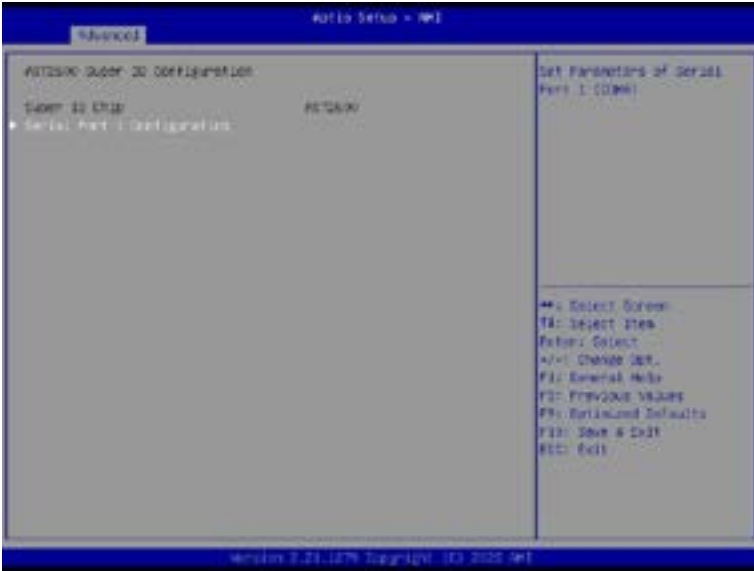 Aptio Setup - AMI
Advanced
AST2600 Super IO Configuration
Super IO Chip AST2600
Serial Port 1 Configuration
Set Parameters of Serial
Port 1 (COMA)
Select Screen
Select Item
Enter: Select
+/-: Change Opt.
F1: General Help
F2: Previous Values
F9: Optimized Defaults
F10: Save & Exit
ESC: Exit
Version Copyright (C) 2025 AMI